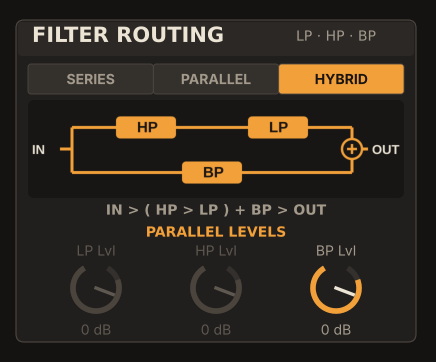 FILTER ROUTING LP · HP · BP
SERIES PARALLEL HYBRID
HP LP
IN + OUT
BP
IN > ( HP > LP ) + BP > OUT
PARALLEL LEVELS
LP Lvl HP Lvl BP Lvl
0 dB 0 dB 0 dB